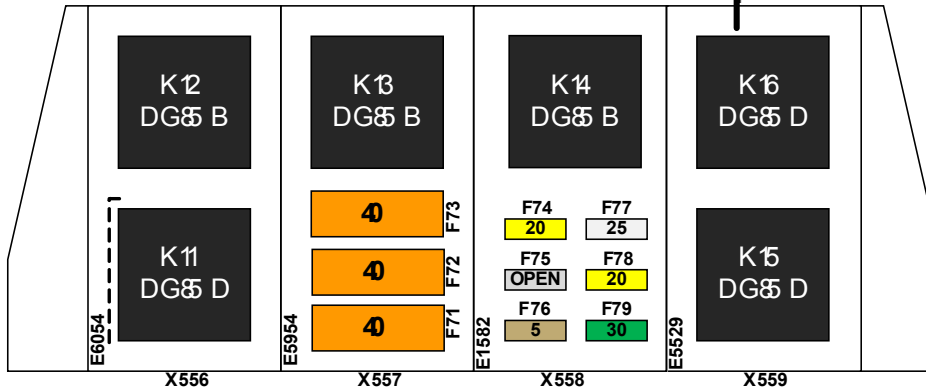 K12
DG85 B
K13
DG85 B
K14
DG85 B
K16
DG85 D
K11
DG85 D
40
F73
40
F72
40
F71
F74
20
F77
25
F75
OPEN
F78
20
F76
5
F79
30
K15
DG85 D
E6054
E5954
E1582
E5529
X556
X557
X558
X559